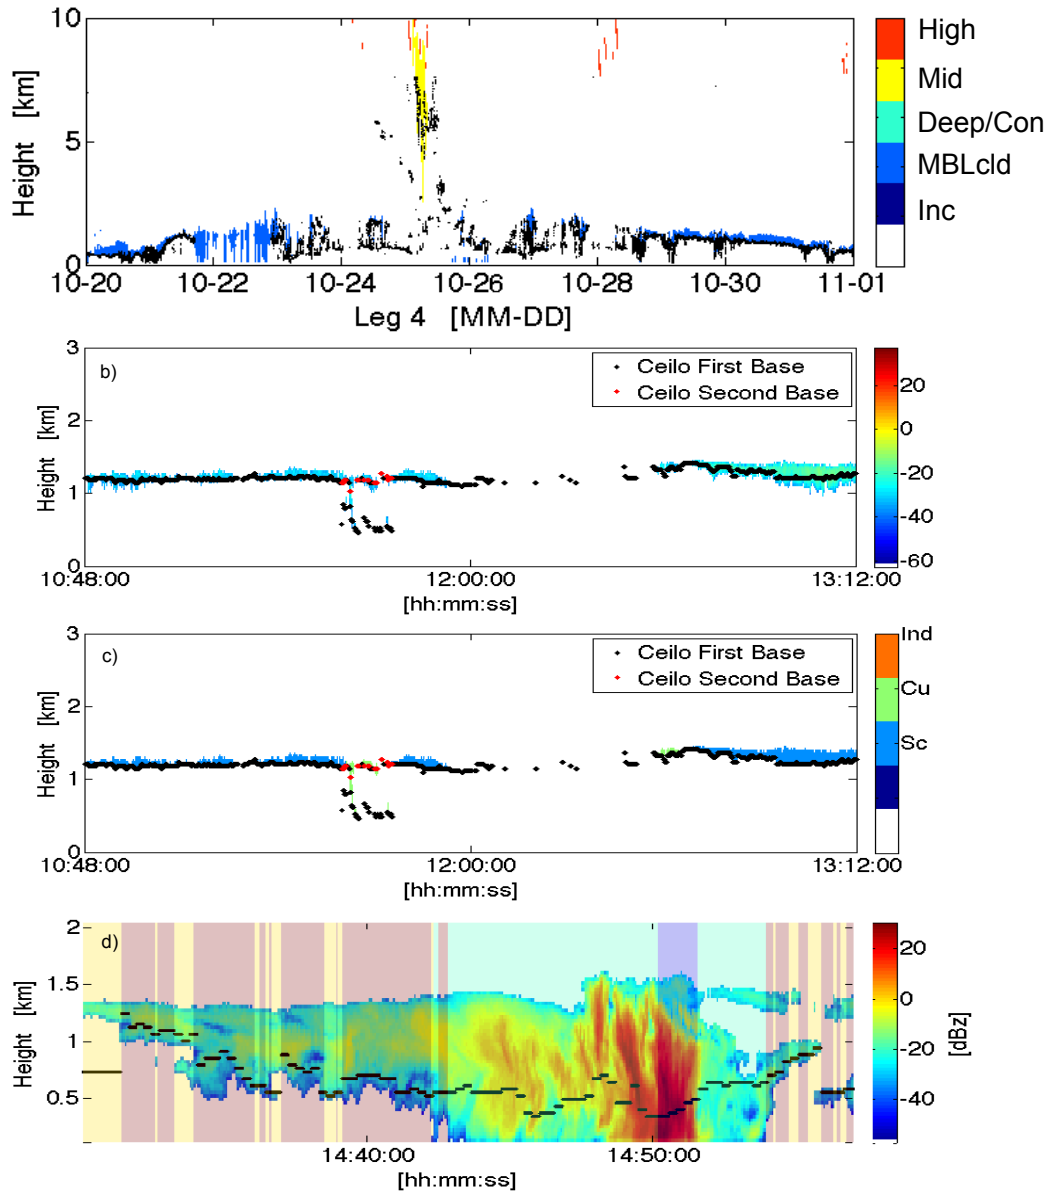 10
5
0
Height [km]
10-20 10-22 10-24 10-26 10-28 10-30 11-01
Leg 4 [MM-DD]
High
Mid
Deep/Con
MBLcld
Inc
b)
3
2
1
0
Height [km]
Ceilo First Base
Ceilo Second Base
10:48:00 12:00:00 13:12:00
[hh:mm:ss]
20
0
-20
-40
-60
c)
3
2
1
0
Height [km]
Ceilo First Base
Ceilo Second Base
10:48:00 12:00:00 13:12:00
[hh:mm:ss]
Ind
Cu
Sc
d)
2
1.5
1
0.5
Height [km]
14:40:00 14:50:00
[hh:mm:ss]
20
0
-20
-40
[dBz]